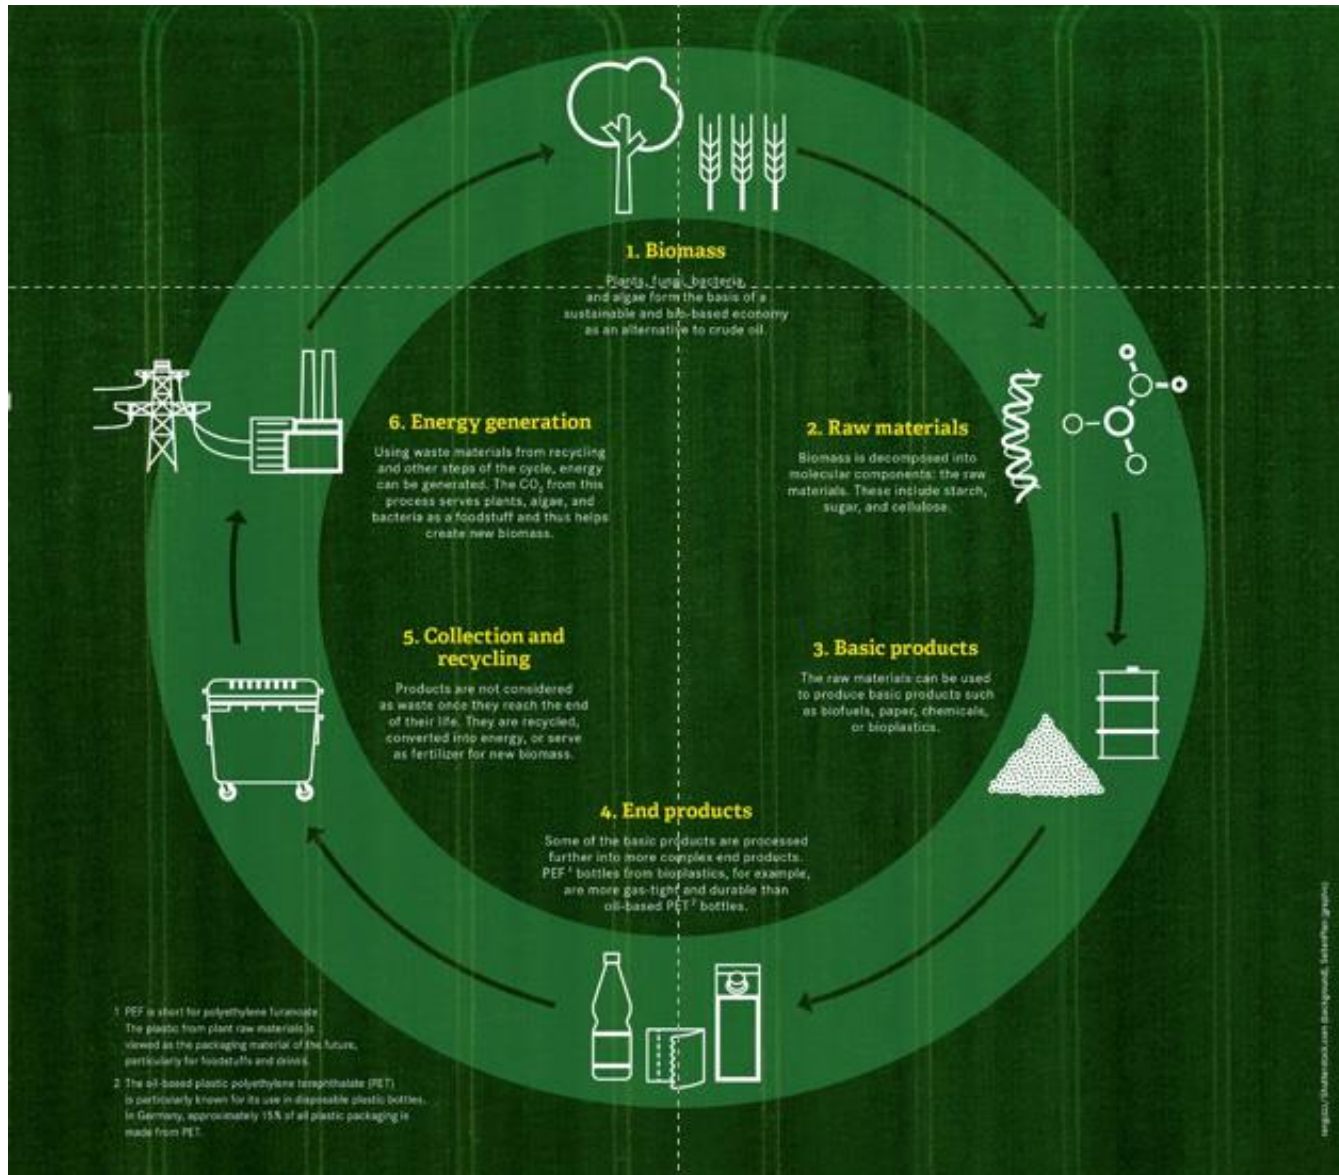 1. Biomass
Plants, fungi, bacteria,
and algae form the basis of a
sustainable and bio-based economy
as an alternative to crude oil.
2. Raw materials
Biomass is decomposed into
molecular components: the raw
materials. These include starch,
sugar, and cellulose.
3. Basic products
The raw materials can be used
to produce basic products such
as biofuels, paper, chemicals,
or bioplastics.
4. End products
Some of the basic products are processed
further into more complex end products.
PEF¹ bottles from bioplastics, for example,
are more gas-tight and durable than
oil-based PET² bottles.
5. Collection and
recycling
Products are not considered
as waste once they reach the end
of their life. They are recycled,
converted into energy, or serve
as fertilizer for new biomass.
6. Energy generation
Using waste materials from recycling
and other steps of the cycle, energy
can be generated. The CO₂ from this
process serves plants, algae, and
bacteria as a foodstuff and thus helps
create new biomass.
1 PEF is short for polyethylene furanoate.
The plastic from plant raw materials is
viewed as the packaging material of the future,
particularly for foodstuffs and drinks.
2 The oil-based plastic polyethylene terephthalate (PET)
is particularly known for its use in disposable plastic bottles.
In Germany, approximately 15% of all plastic packaging is
made from PET.
(background), (graphic)